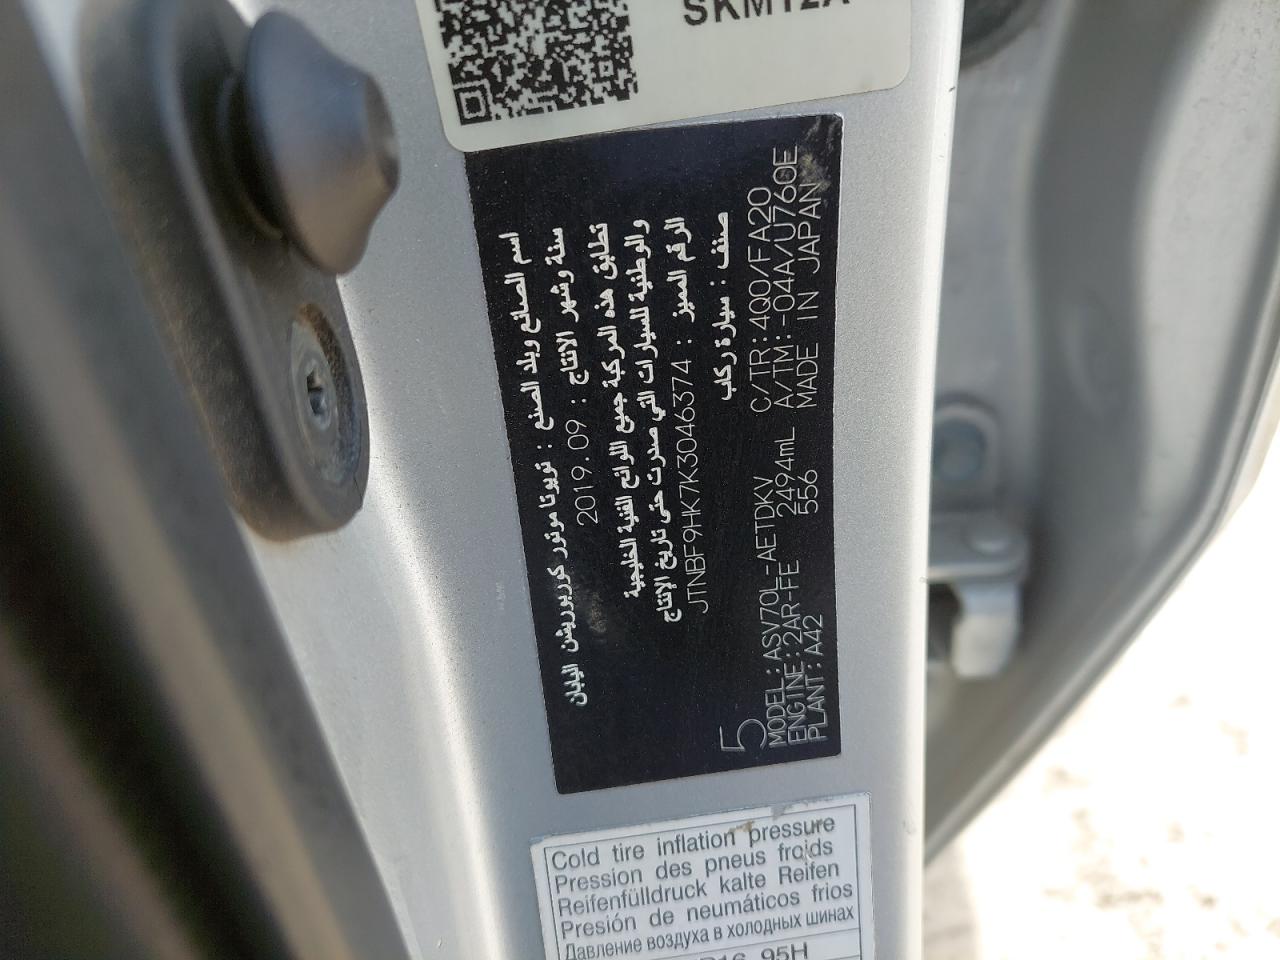 SKM12A
اسم الصانع وبلد الصنع : تويوتا موتور كوربوريشن اليابان
سنة وشهر الانتاج : 2019.09
تطابق هذه المركبة جميع اللوائح الفنية الخليجية
والوطنية للسيارات التي صدرت حتى تاريخ الإنتاج
الرقم المميز : JTNBF9HK7K3046374
صنف : سيارة ركاب
5
MODEL:ASV70L-AETDKV C/TR:4Q0/FA20
ENGINE:2AR-FE 2494mL A/TM:-04A/U760E
PLANT:A42 556 MADE IN JAPAN
Cold tire inflation pressure
Pression des pneus froids
Reifenfülldruck kalte Reifen
Presión de neumáticos frios
Давление воздуха в холодных шинах
95H